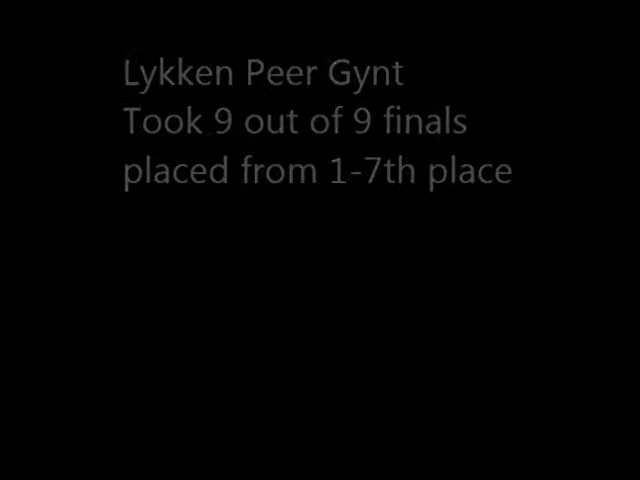 Lykken Peer Gynt
Took 9 out of 9 finals
placed from 1-7th place